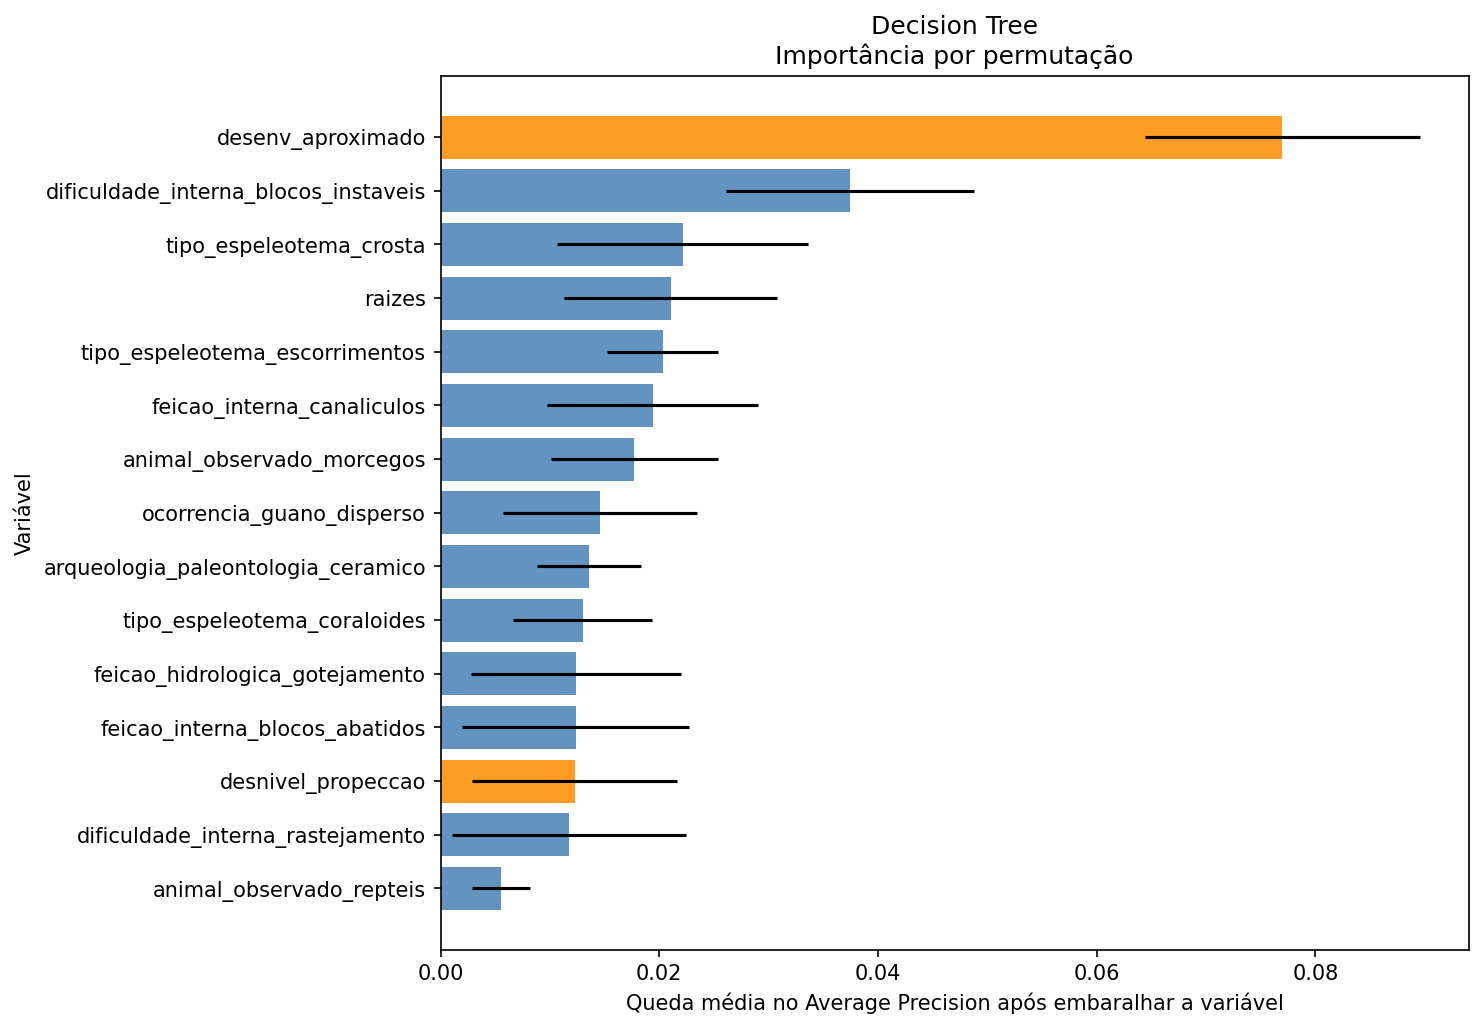 Decision Tree
Importância por permutação
desenv_aproximado
dificuldade_interna_blocos_instaveis
tipo_espeleotema_crosta
raizes
tipo_espeleotema_escorrimentos
feicao_interna_canaliculos
animal_observado_morcegos
ocorrencia_guano_disperso
arqueologia_paleontologia_ceramico
tipo_espeleotema_coraloides
feicao_hidrologica_gotejamento
feicao_interna_blocos_abatidos
desnivel_propeccao
dificuldade_interna_rastejamento
animal_observado_repteis
Variável
0.00 0.02 0.04 0.06 0.08
Queda média no Average Precision após embaralhar a variável